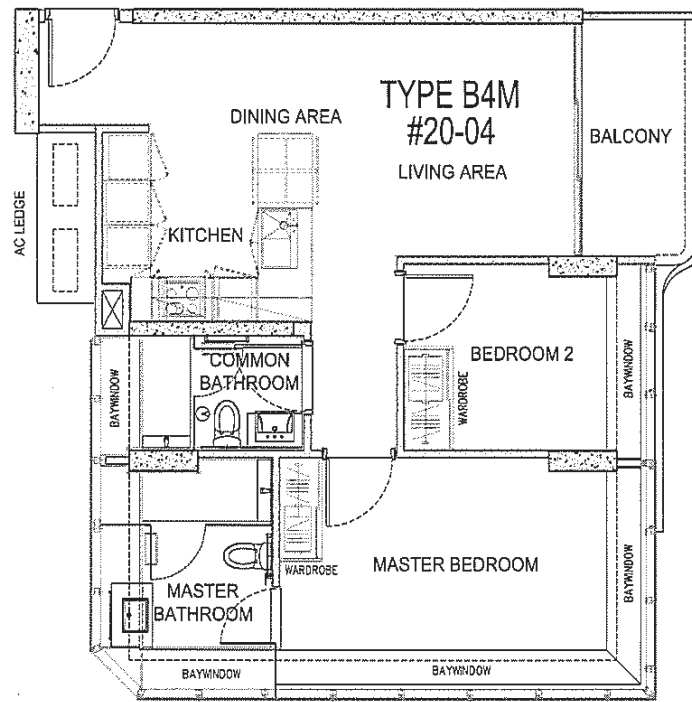 TYPE B4M
#20-04
DINING AREA
BALCONY
LIVING AREA
AC LEDGE
KITCHEN
COMMON
BATHROOM
BEDROOM 2
BAYWINDOW
WARDROBE
BAYWINDOW
MASTER BEDROOM
WARDROBE
MASTER
BATHROOM
BAYWINDOW
BAYWINDOW
BAYWINDOW